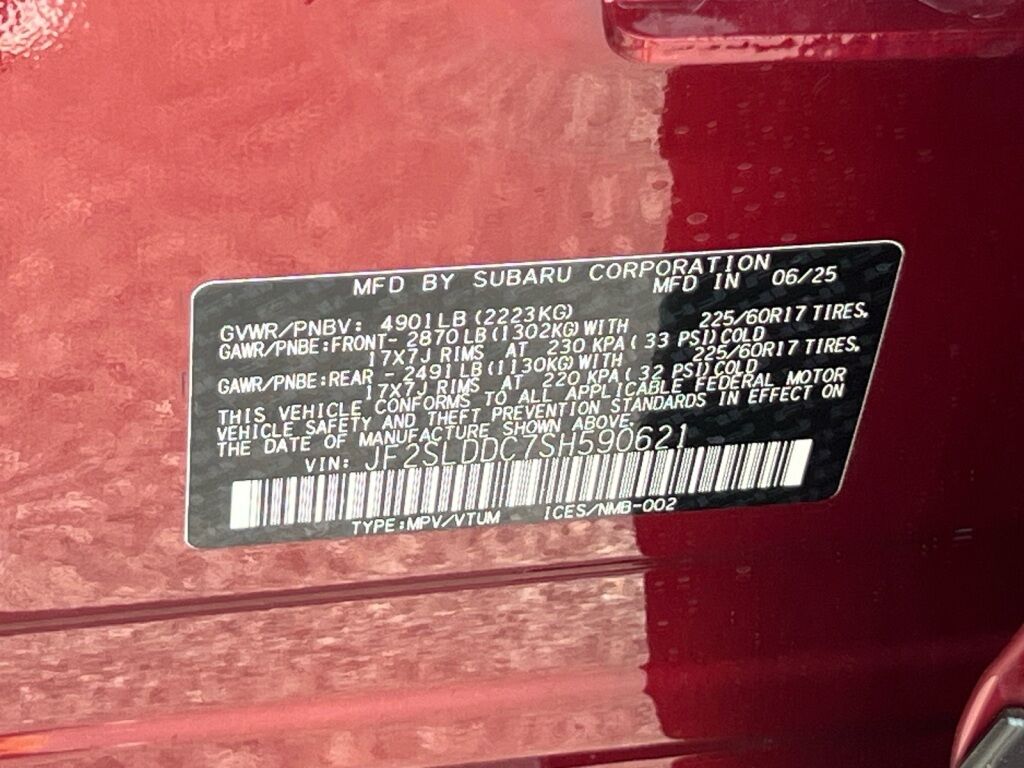 MFD BY SUBARU CORPORATION
MFD IN 06/25
GVWR/PNBV: 4901LB(2223KG)
GAWR/PNBE:FRONT- 2870LB(1302KG)WITH 225/60R17 TIRES,
17X7J RIMS AT 230 KPA( 33 PSI)COLD
GAWR/PNBE:REAR - 2491LB(1130KG)WITH 225/60R17 TIRES,
17X7J RIMS AT 220 KPA( 32 PSI)COLD
THIS VEHICLE CONFORMS TO ALL APPLICABLE FEDERAL MOTOR
VEHICLE SAFETY AND THEFT PREVENTION STANDARDS IN EFFECT ON
THE DATE OF MANUFACTURE SHOWN ABOVE.
VIN: JF2SLDDC7SH590621
TYPE:MPV/VTUM ICES/NMB-002